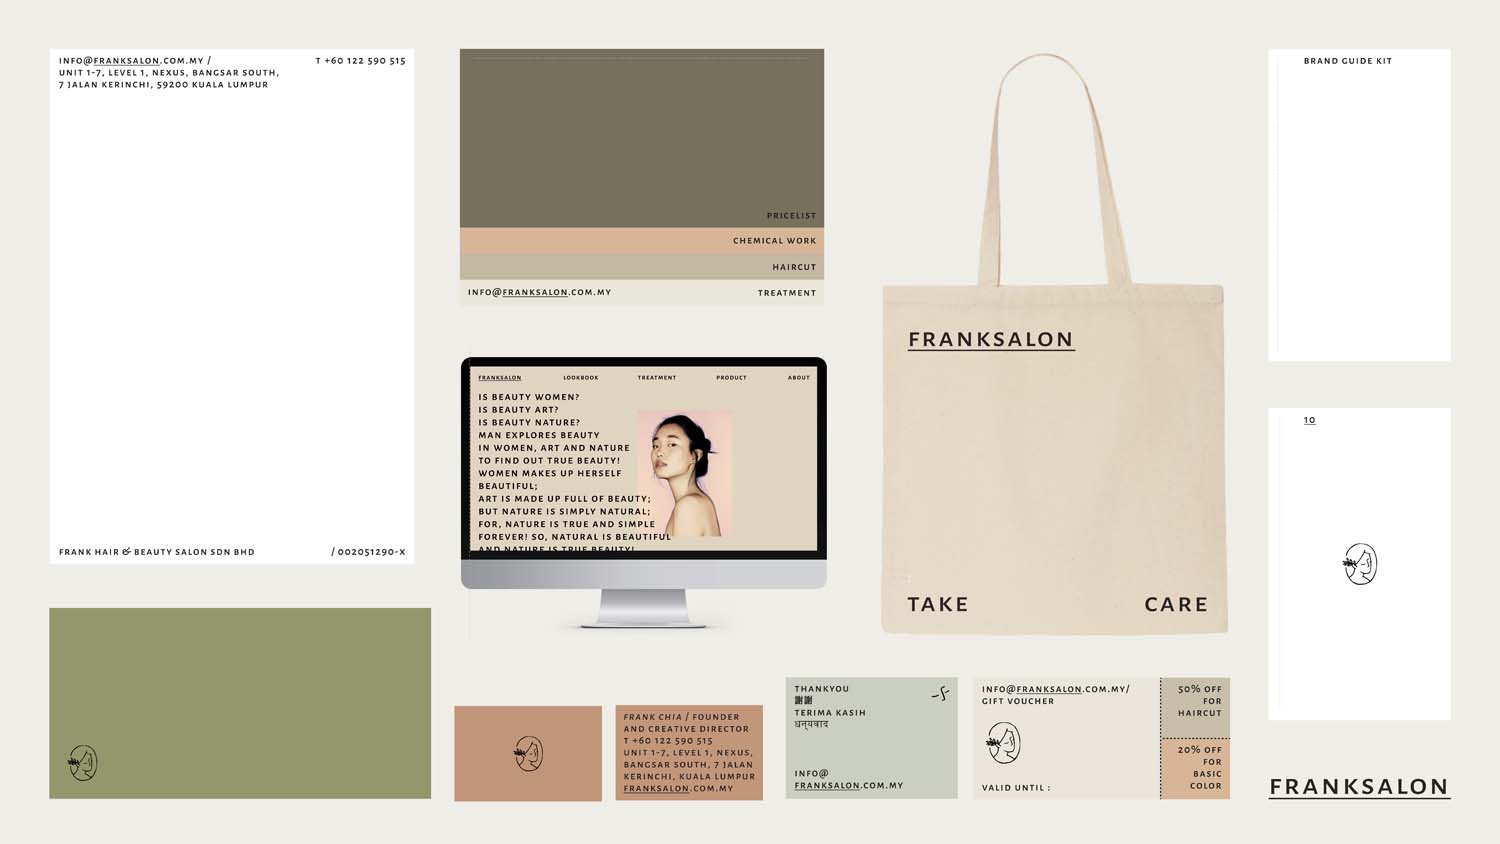 INFO@FRANKSALON.COM.MY /
UNIT 1-7, LEVEL 1, NEXUS, BANGSAR SOUTH,
7 JALAN KERINCHI, 59200 KUALA LUMPUR
T +60 122 590 515
FRANK HAIR & BEAUTY SALON SDN BHD
/ 002051290-X
PRICELIST
CHEMICAL WORK
HAIRCUT
INFO@FRANKSALON.COM.MY
TREATMENT
FRANKSALON
LOOKBOOK
TREATMENT
PRODUCT
ABOUT
IS BEAUTY WOMEN?
IS BEAUTY ART?
IS BEAUTY NATURE?
MAN EXPLORES BEAUTY
IN WOMEN, ART AND NATURE
TO FIND OUT TRUE BEAUTY!
WOMEN MAKES UP HERSELF
BEAUTIFUL;
ART IS MADE UP FULL OF BEAUTY;
BUT NATURE IS SIMPLY NATURAL;
FOR, NATURE IS TRUE AND SIMPLE
FOREVER! SO, NATURAL IS BEAUTIFUL
AND NATURE IS TRUE BEAUTY!
FRANKSALON
TAKE CARE
BRAND GUIDE KIT
10
FRANK CHIA / FOUNDER
AND CREATIVE DIRECTOR
T +60 122 590 515
UNIT 1-7, LEVEL 1, NEXUS,
BANGSAR SOUTH, 7 JALAN
KERINCHI, KUALA LUMPUR
FRANKSALON.COM.MY
THANKYOU
謝謝
TERIMA KASIH
धन्यवाद
INFO@
FRANKSALON.COM.MY
INFO@FRANKSALON.COM.MY/
GIFT VOUCHER
VALID UNTIL :
50% OFF
FOR
HAIRCUT
20% OFF
FOR
BASIC
COLOR
FRANKSALON